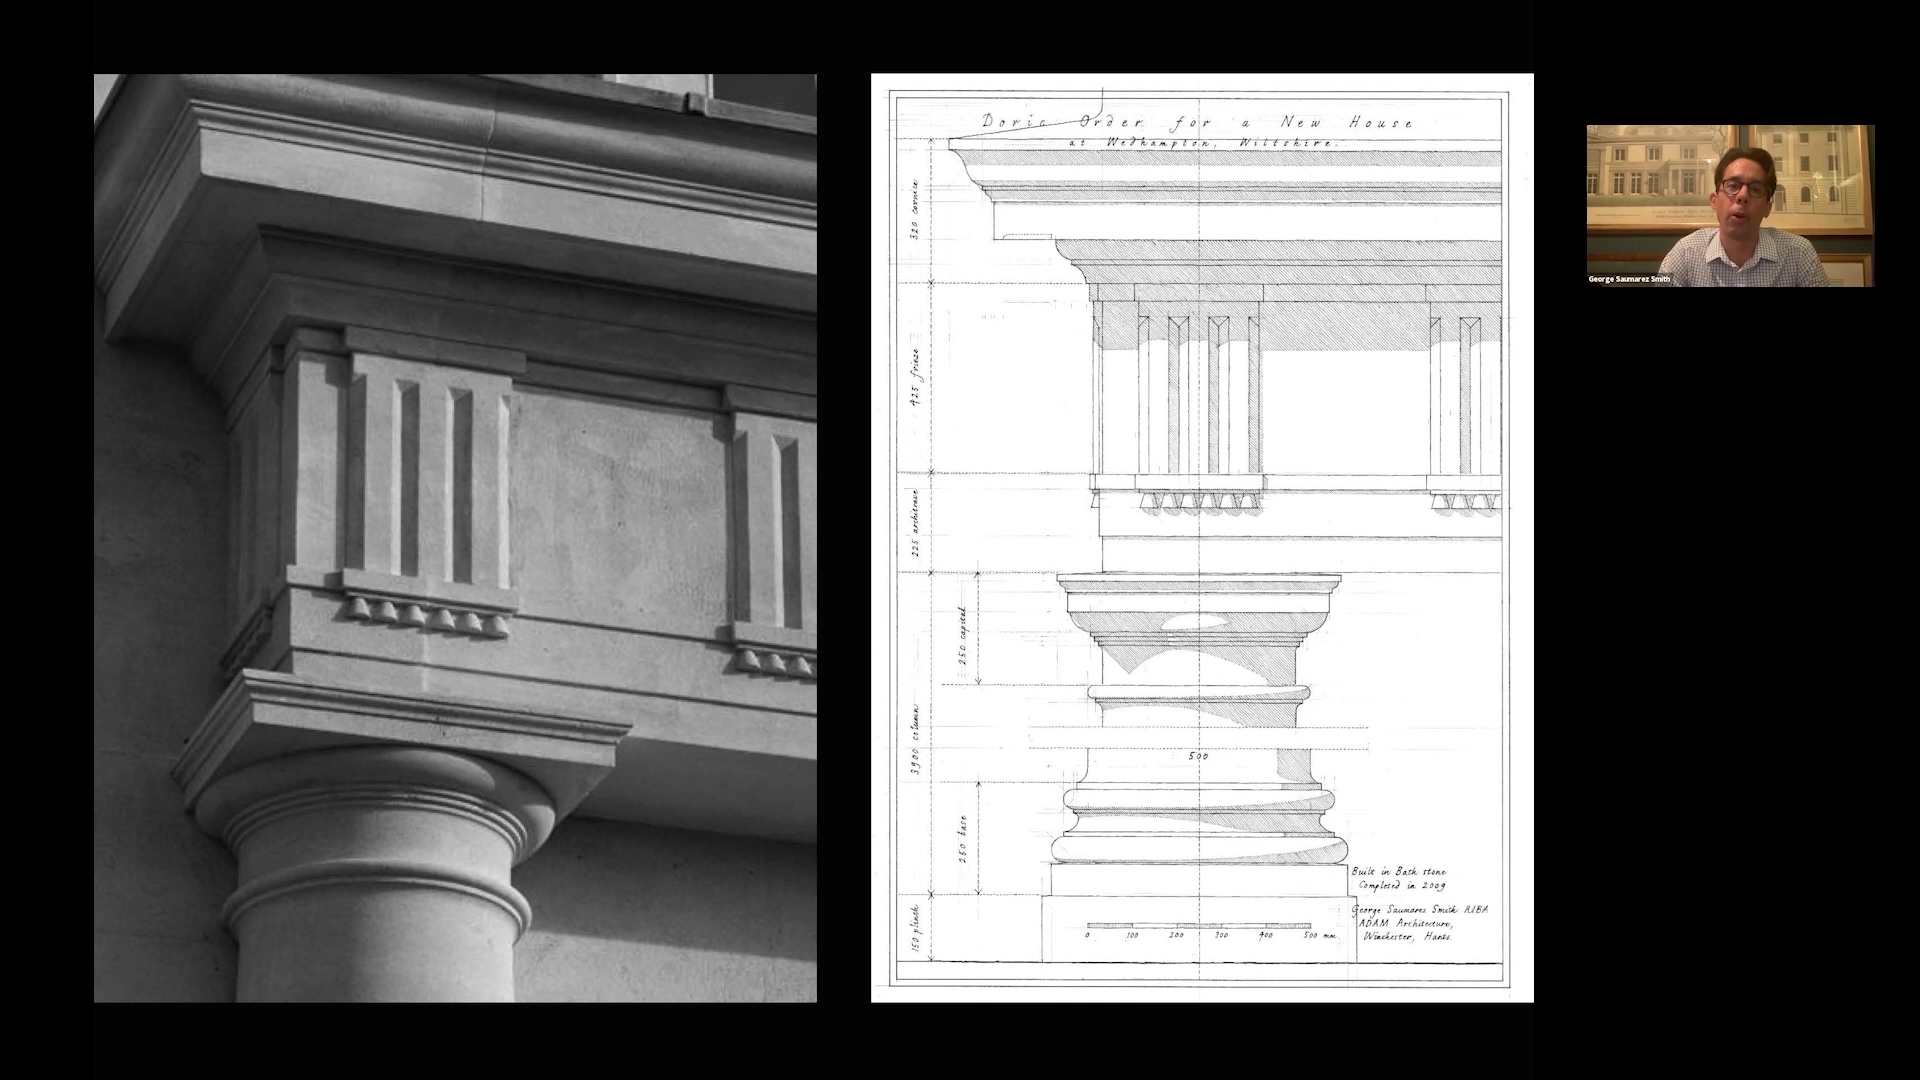 Doric Order for a New House
at Wedhampton, Wiltshire.
320 cornice
425 frieze
225 architrave
250 capital
3900 column
500
250 base
150 plinth
Built in Bath stone
Completed in 2009
George Saumarez Smith RIBA
ADAM Architecture,
Winchester, Hants.
0 100 200 300 400 500 mm
George Saumarez Smith